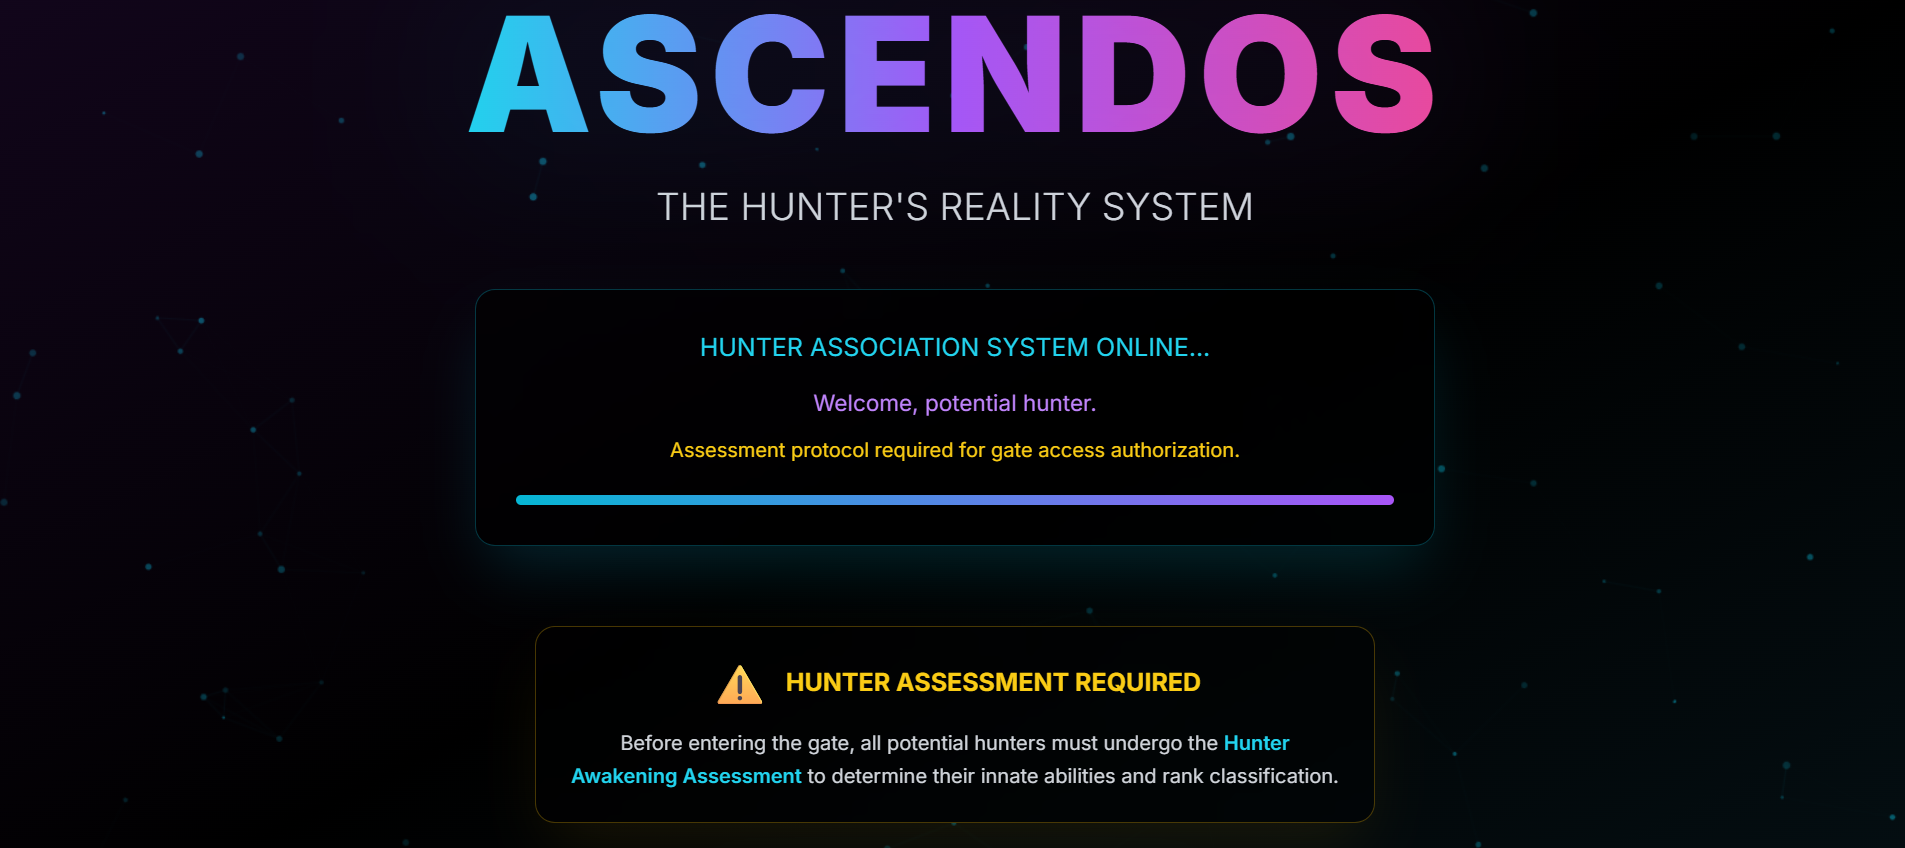 ASCENDOS
THE HUNTER'S REALITY SYSTEM
HUNTER ASSOCIATION SYSTEM ONLINE...
Welcome, potential hunter.
Assessment protocol required for gate access authorization.
HUNTER ASSESSMENT REQUIRED
Before entering the gate, all potential hunters must undergo the Hunter
Awakening Assessment to determine their innate abilities and rank classification.